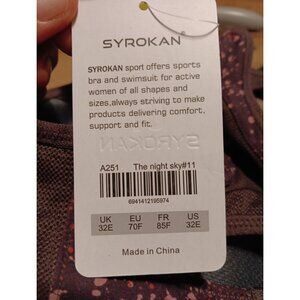 SYROKAN
SYROKAN sport offers sports
bra and swimsuit for active
women of all shapes and
sizes,always striving to make
products delivering comfort,
support and fit.
SYROKAN
A251 The night sky#11
6941412195974
UK EU FR US
32E 70F 85F 32E
Made in China